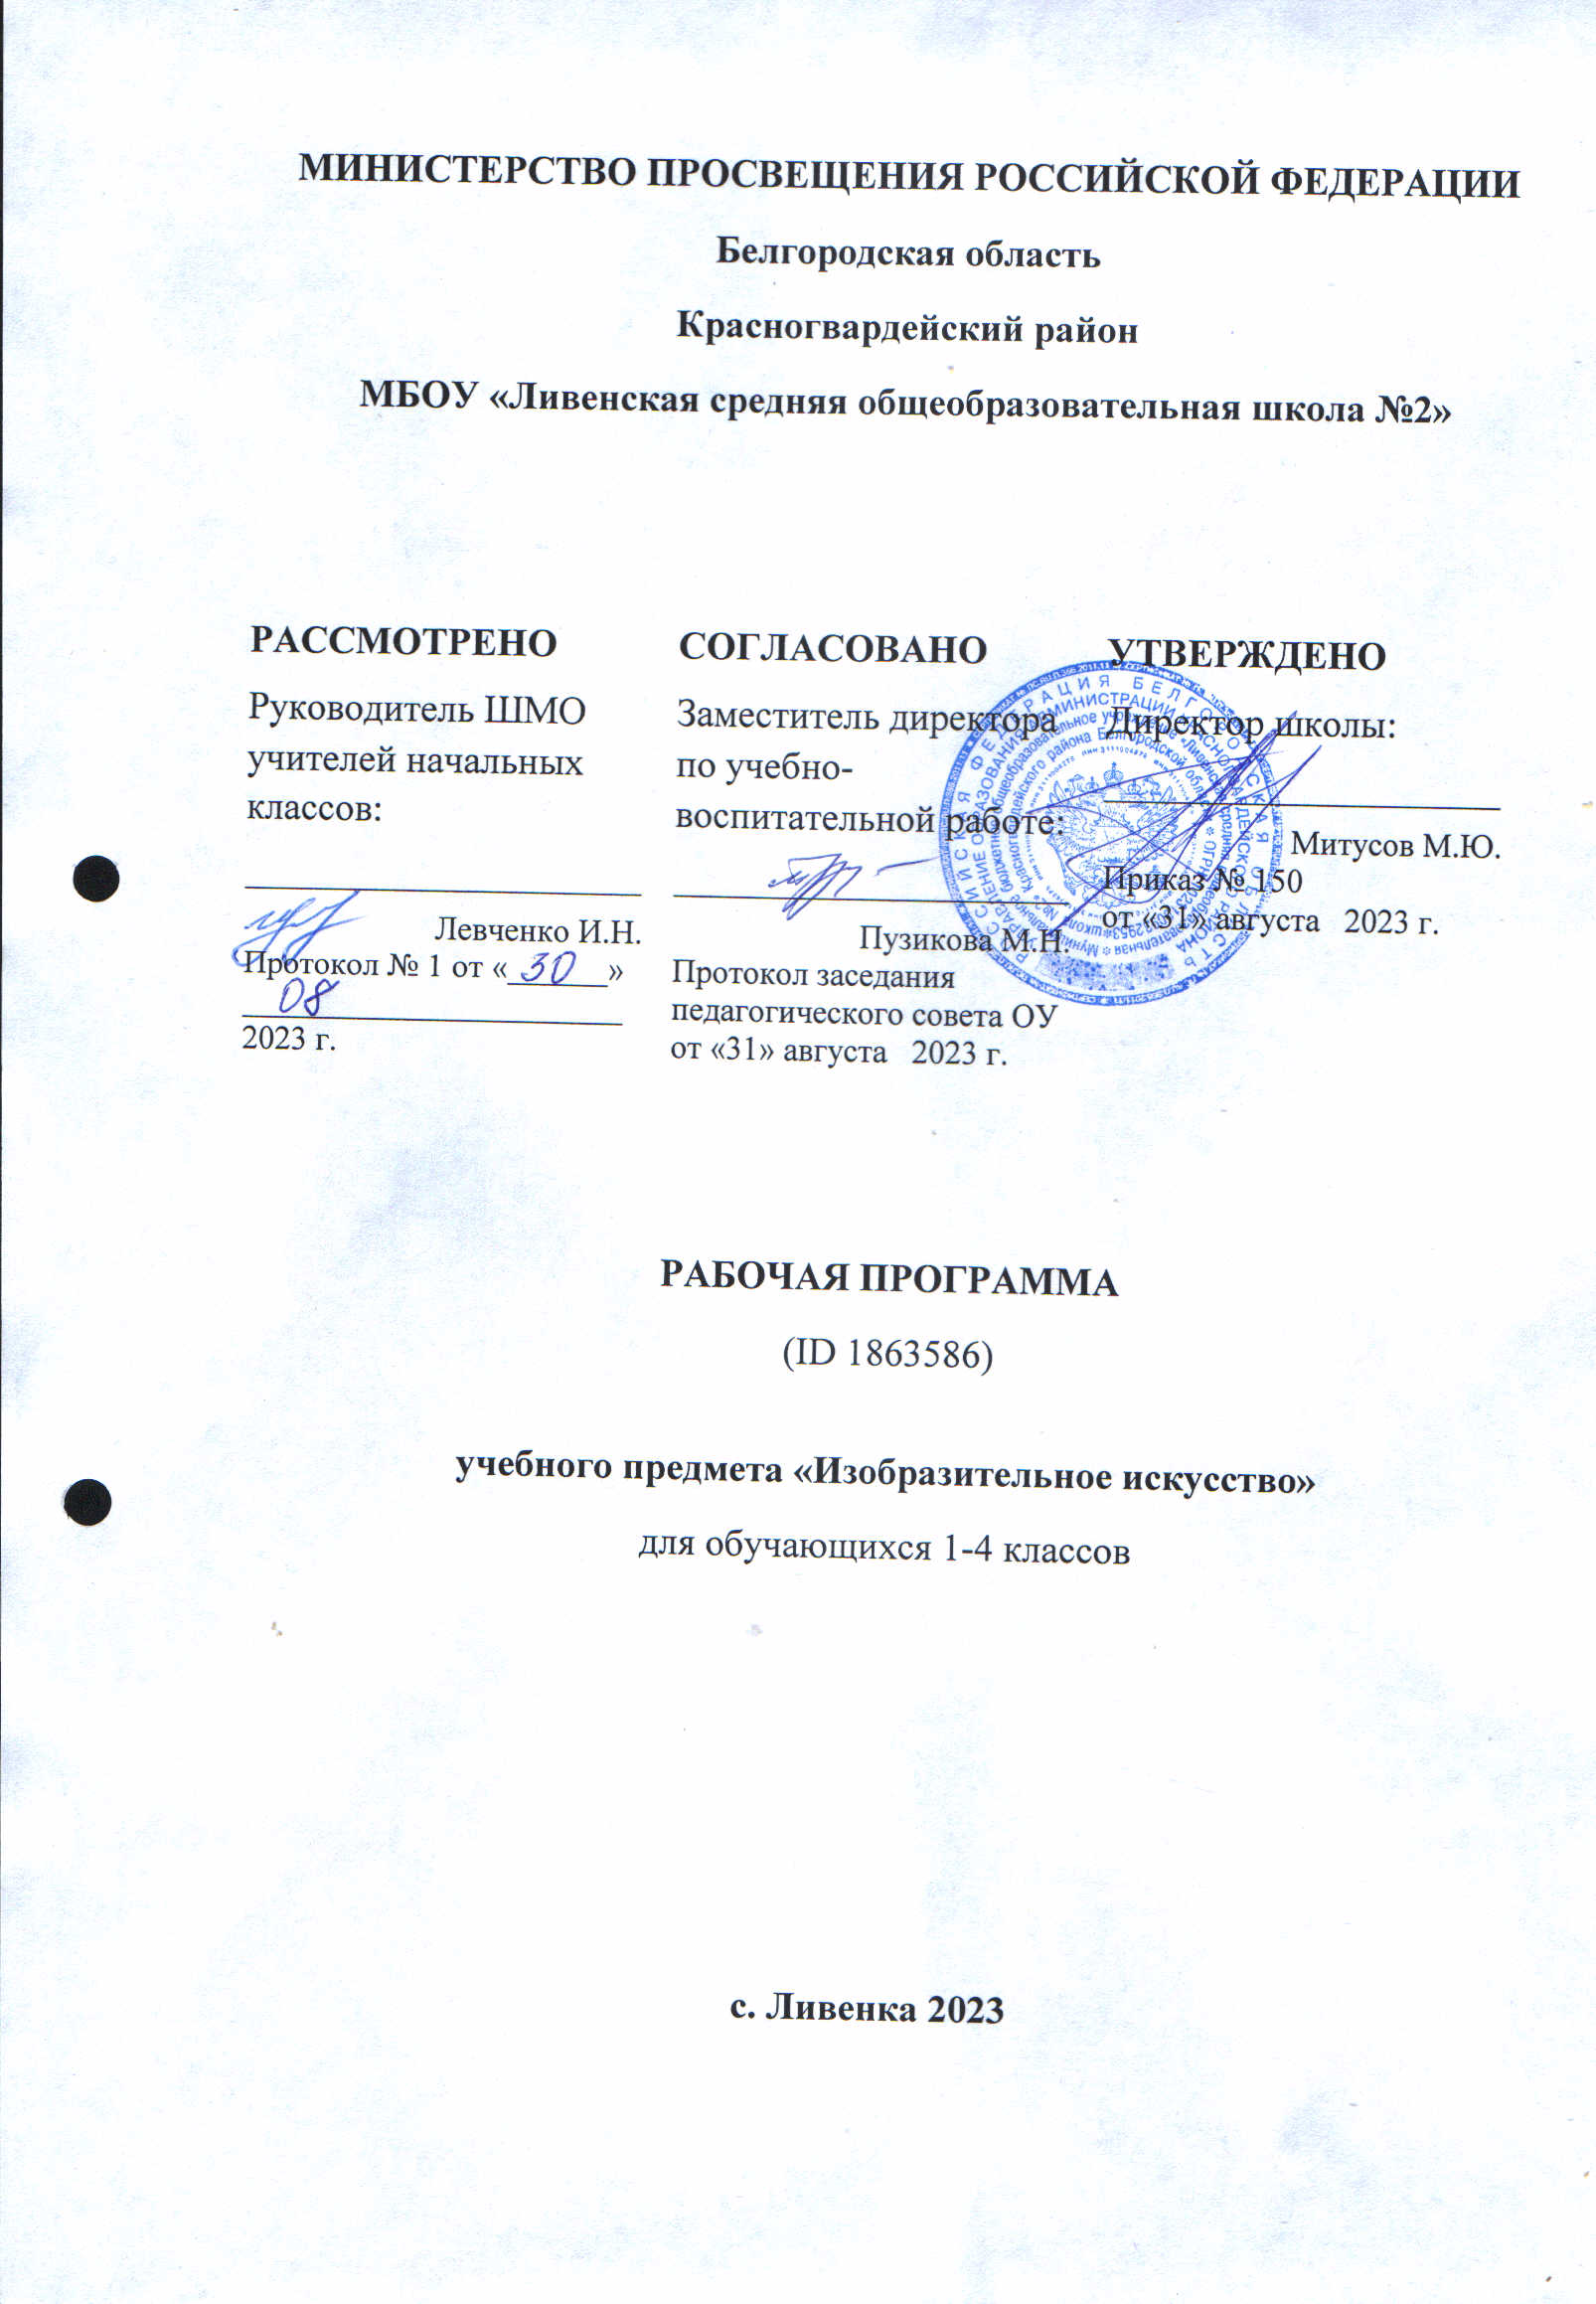 МИНИСТЕРСТВО ПРОСВЕЩЕНИЯ РОССИЙСКОЙ ФЕДЕРАЦИИ
Белгородская область
Красногвардейский район
МБОУ «Ливенская средняя общеобразовательная школа №2»
РАССМОТРЕНО
Руководитель ШМО
учителей начальных
классов:
Левченко И.Н.
Протокол № 1 от «30»
08
2023 г.
СОГЛАСОВАНО
Заместитель директора
по учебно-
воспитательной работе:
Пузикова М.Н.
Протокол заседания
педагогического совета ОУ
от «31» августа 2023 г.
УТВЕРЖДЕНО
Директор школы:
Митусов М.Ю.
Приказ № 150
от «31» августа 2023 г.
РАБОЧАЯ ПРОГРАММА
(ID 1863586)
учебного предмета «Изобразительное искусство»
для обучающихся 1-4 классов
с. Ливенка 2023